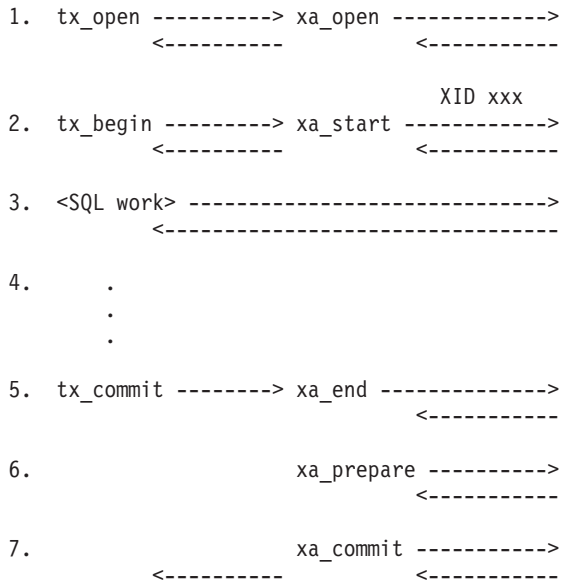 1. tx_open ----------> xa_open ------------->
<---------- <-----------
XID xxx
2. tx_begin ---------> xa_start ------------>
<---------- <-----------
3. <SQL work> ------------------------------>
<---------------------------------
4. .
.
.
5. tx_commit --------> xa_end -------------->
<-----------
6. xa_prepare ---------->
<-----------
7. xa_commit ----------->
<---------- <-----------